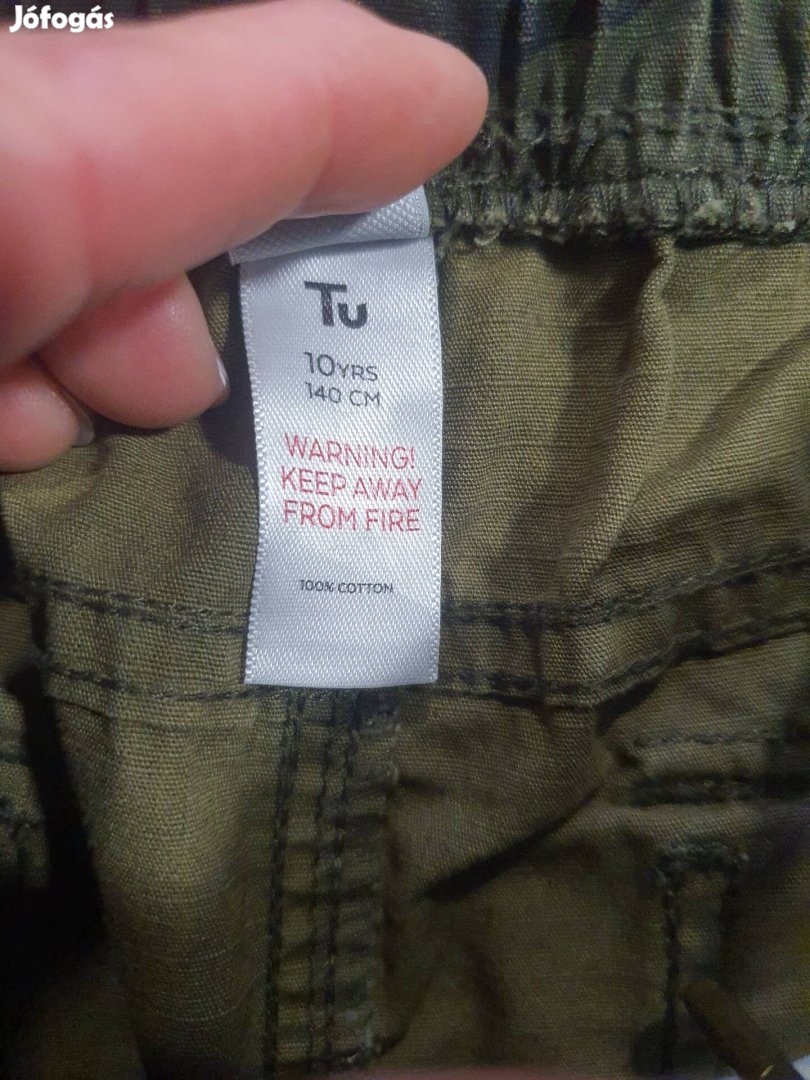 Jófogás
Tu
10YRS
140 CM
WARNING!
KEEP AWAY
FROM FIRE
100% COTTON